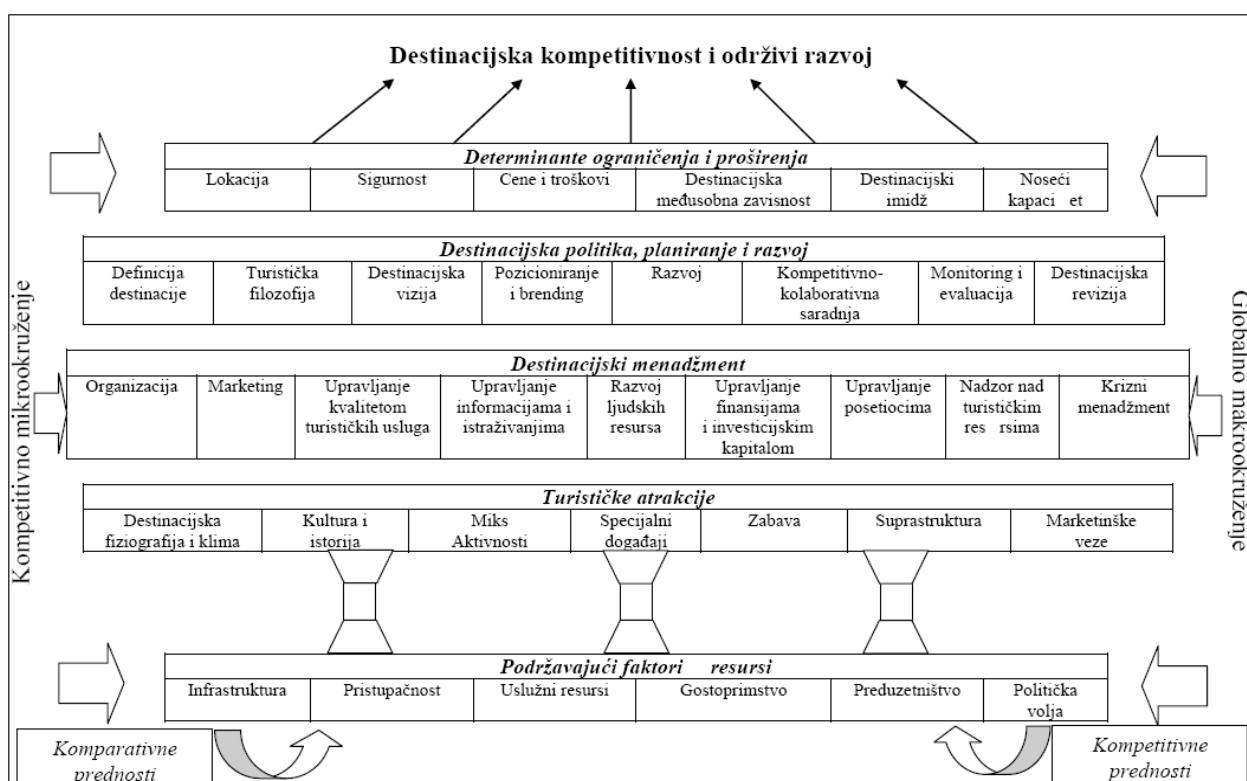 Destinacijska kompetitivnost i održivi razvoj
Determinante ograničenja i proširenja
Lokacija
Sigurnost
Cene i troškovi
Destinacijska
međusobna zavisnost
Destinacijski
imidž
Noseći
kapaci et
Destinacijska politika, planiranje i razvoj
Definicija
destinacije
Turistička
filozofija
Destinacijska
vizija
Pozicioniranje
i brending
Razvoj
Kompetitivno-
kolaborativna
saradnja
Monitoring i
evaluacija
Destinacijska
revizija
Destinacijski menadžment
Organizacija
Marketing
Upravljanje
kvalitetom
turističkih usluga
Upravljanje
informacijama i
istraživanjima
Razvoj
ljudskih
resursa
Upravljanje
finansijama
i investicijskim
kapitalom
Upravljanje
posetiocima
Nadzor nad
turističkim
res rsima
Krizni
menadžment
Turističke atrakcije
Destinacijska
fiziografija i klima
Kultura i
istorija
Miks
Aktivnosti
Specijalni
događaji
Zabava
Suprastruktura
Marketinške
veze
Podržavajući faktori resursi
Infrastruktura
Pristupačnost
Uslužni resursi
Gostoprimstvo
Preduzetništvo
Politička
volja
Komparativne
prednosti
Kompetitivne
prednosti
Kompetitivno mikrookruženje
Globalno makrookruženje